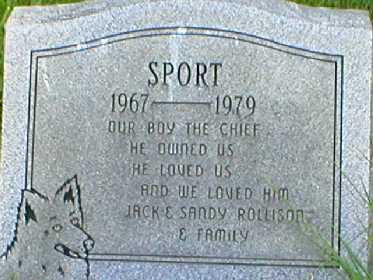 SPORT
1967 — 1979
OUR BOY THE CHIEF
HE OWNED US
HE LOVED US
AND WE LOVED HIM
JACK & SANDY ROLLISON
& FAMILY